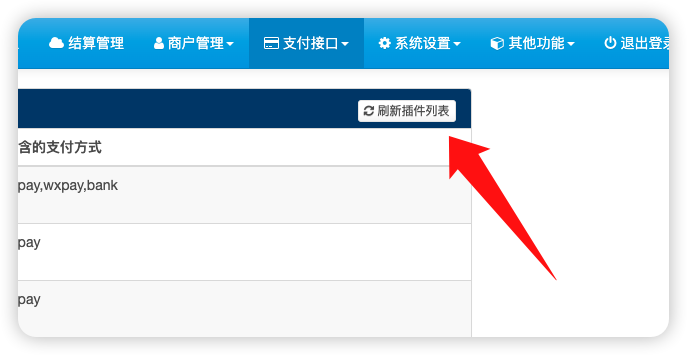 结算管理 商户管理 支付接口 系统设置 其他功能 退出登录
刷新插件列表
含的支付方式
pay,wxpay,bank
pay
pay